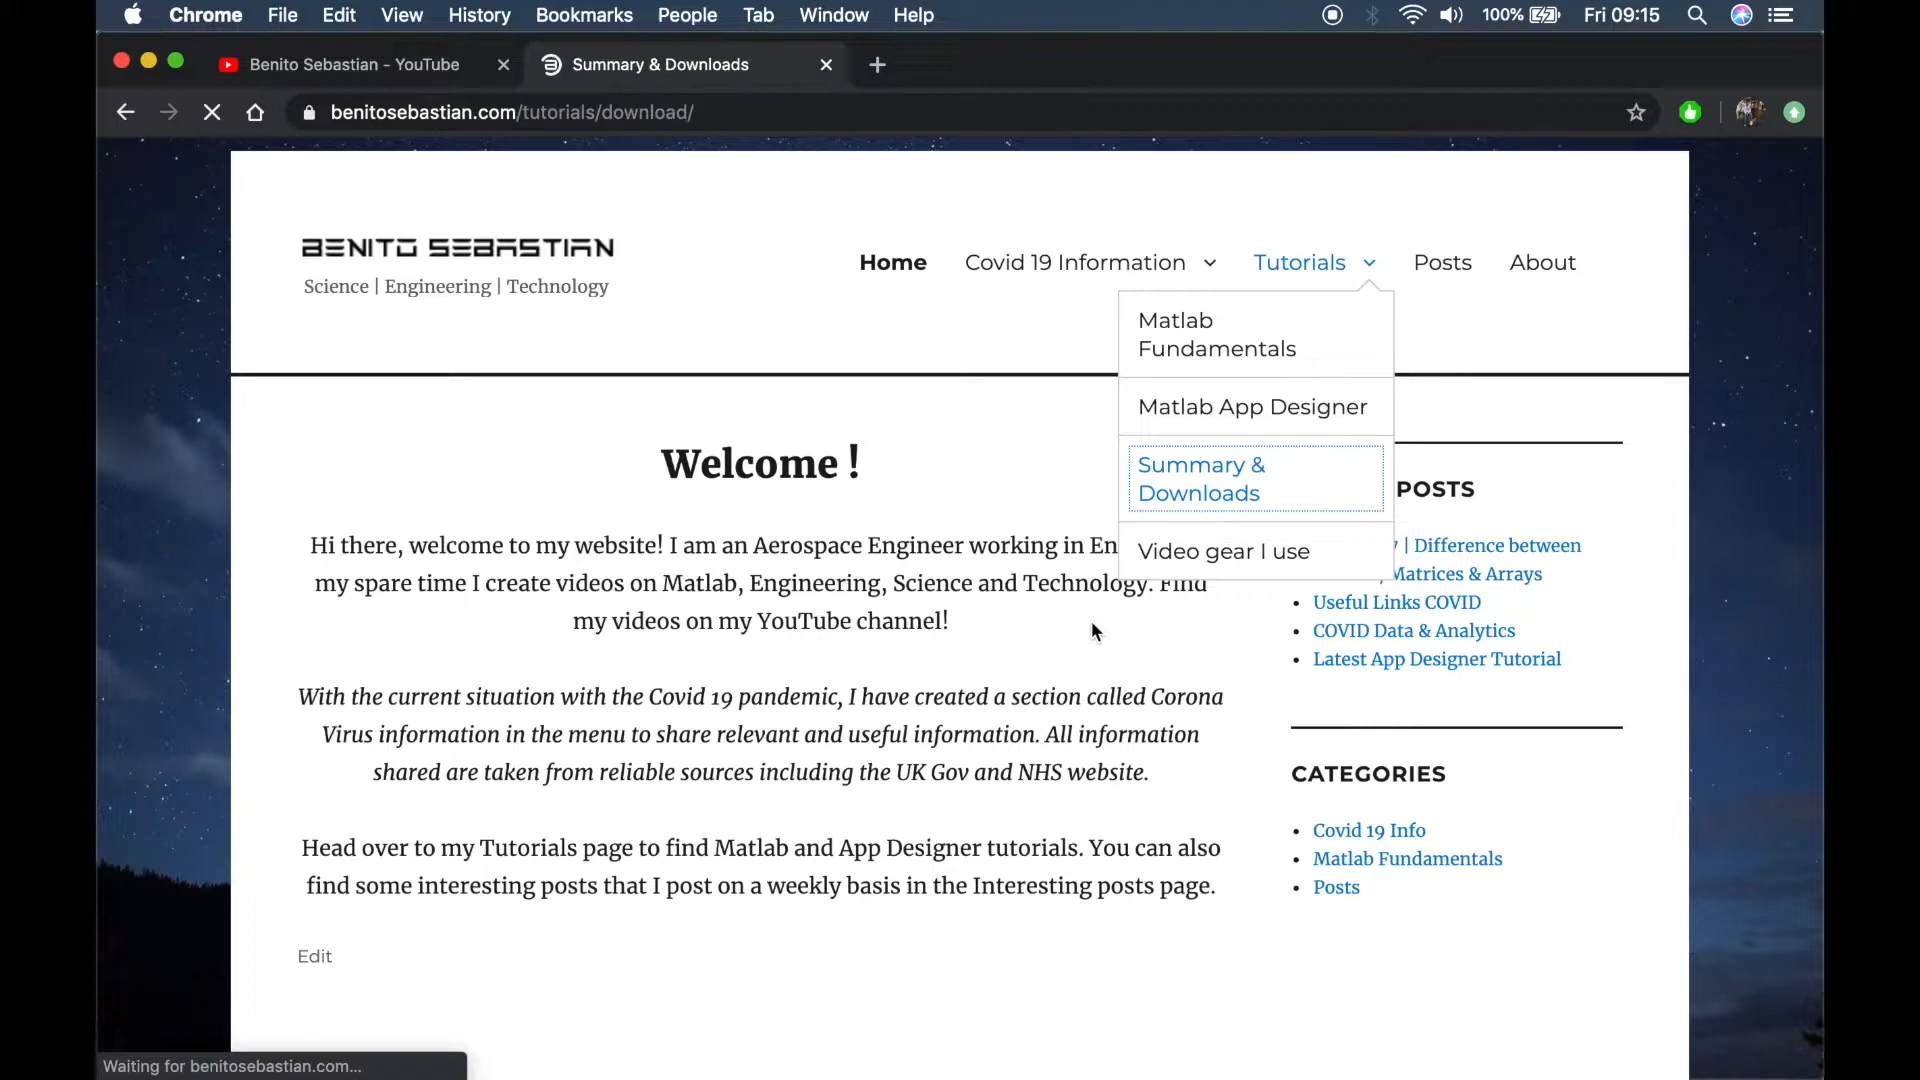 Chrome File Edit View History Bookmarks People Tab Window Help 100% Fri 09:15
Benito Sebastian - YouTube Summary & Downloads
benitosebastian.com/tutorials/download/
BENITO SEBASTIAN
Science | Engineering | Technology
Home Covid 19 Information Tutorials Posts About
Matlab
Fundamentals
Matlab App Designer
Summary &
Downloads
Video gear I use
Welcome !
Hi there, welcome to my website! I am an Aerospace Engineer working in
my spare time I create videos on Matlab, Engineering, Science and Technology. Find
my videos on my YouTube channel!
With the current situation with the Covid 19 pandemic, I have created a section called Corona
Virus information in the menu to share relevant and useful information. All information
shared are taken from reliable sources including the UK Gov and NHS website.
Head over to my Tutorials page to find Matlab and App Designer tutorials. You can also
find some interesting posts that I post on a weekly basis in the Interesting posts page.
Edit
POSTS
| Difference between
Matrices & Arrays
Useful Links COVID
COVID Data & Analytics
Latest App Designer Tutorial
CATEGORIES
Covid 19 Info
Matlab Fundamentals
Posts
Waiting for benitosebastian.com...